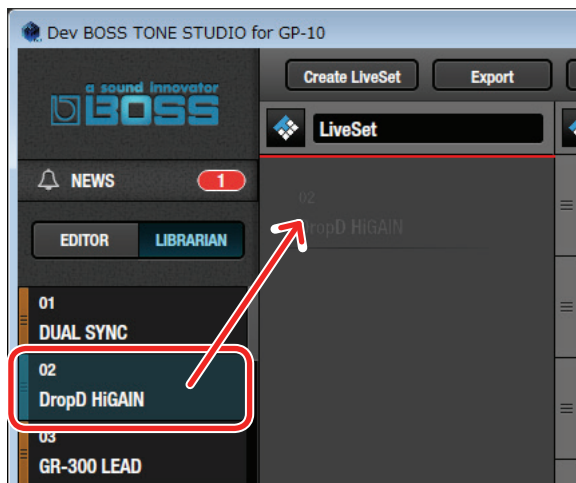 Dev BOSS TONE STUDIO for GP-10
a sound innovator
BOSS
Create LiveSet
Export
LiveSet
NEWS
1
EDITOR
LIBRARIAN
02
DropD HiGAIN
01
DUAL SYNC
02
DropD HiGAIN
03
GR-300 LEAD